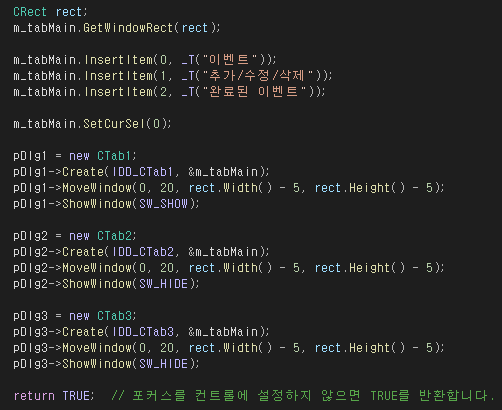 CRect rect;
m_tabMain.GetWindowRect(rect);
m_tabMain.InsertItem(0, _T("이벤트"));
m_tabMain.InsertItem(1, _T("추가/수정/삭제"));
m_tabMain.InsertItem(2, _T("완료된 이벤트"));
m_tabMain.SetCurSel(0);
pDlg1 = new CTab1;
pDlg1->Create(IDD_CTab1, &m_tabMain);
pDlg1->MoveWindow(0, 20, rect.Width() - 5, rect.Height() - 5);
pDlg1->ShowWindow(SW_SHOW);
pDlg2 = new CTab2;
pDlg2->Create(IDD_CTab2, &m_tabMain);
pDlg2->MoveWindow(0, 20, rect.Width() - 5, rect.Height() - 5);
pDlg2->ShowWindow(SW_HIDE);
pDlg3 = new CTab3;
pDlg3->Create(IDD_CTab3, &m_tabMain);
pDlg3->MoveWindow(0, 20, rect.Width() - 5, rect.Height() - 5);
pDlg3->ShowWindow(SW_HIDE);
return TRUE;  // 포커스를 컨트롤에 설정하지 않으면 TRUE를 반환합니다.